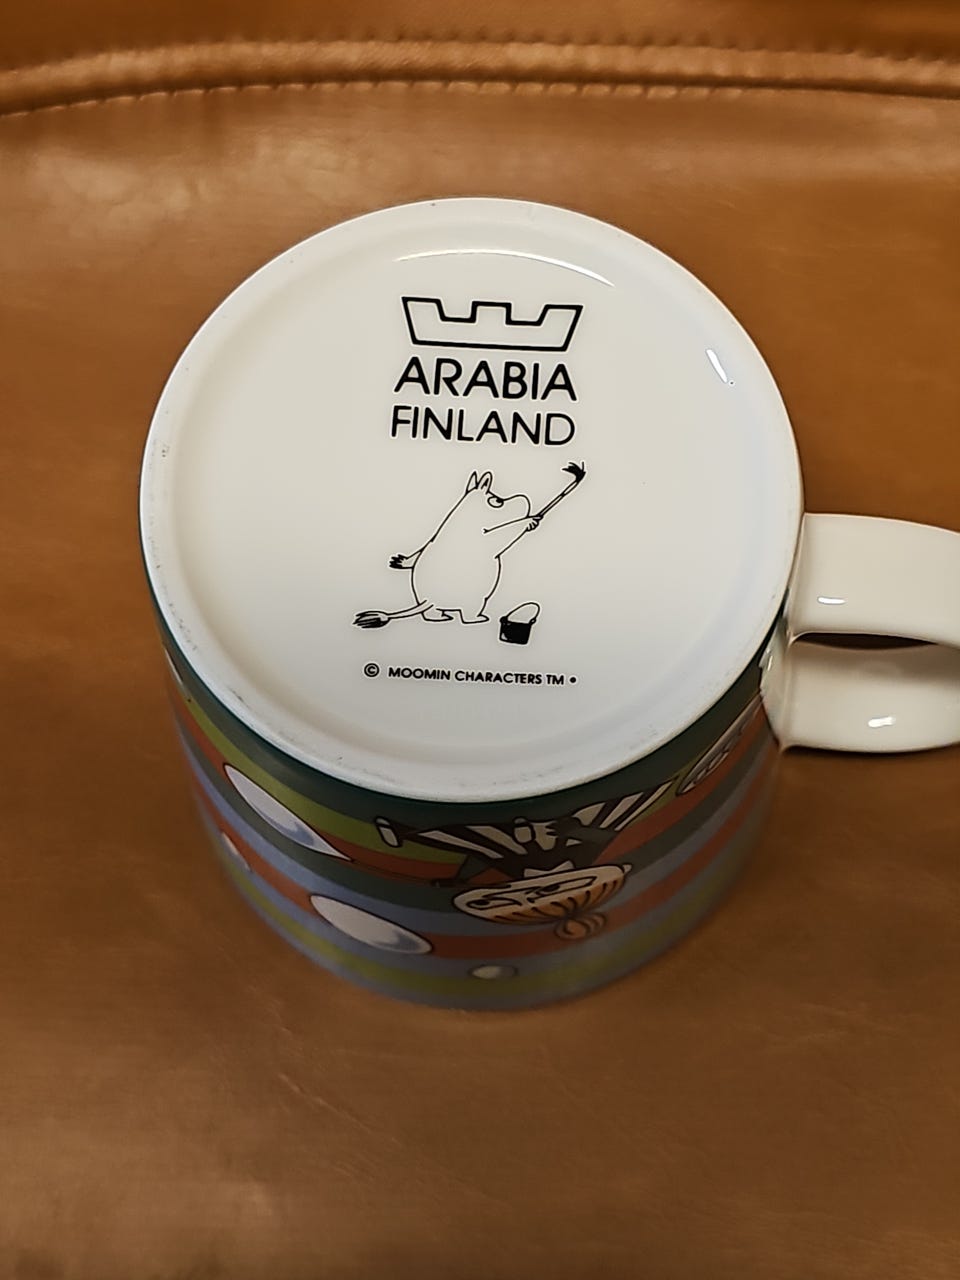 ARABIA
FINLAND
© MOOMIN CHARACTERS TM •